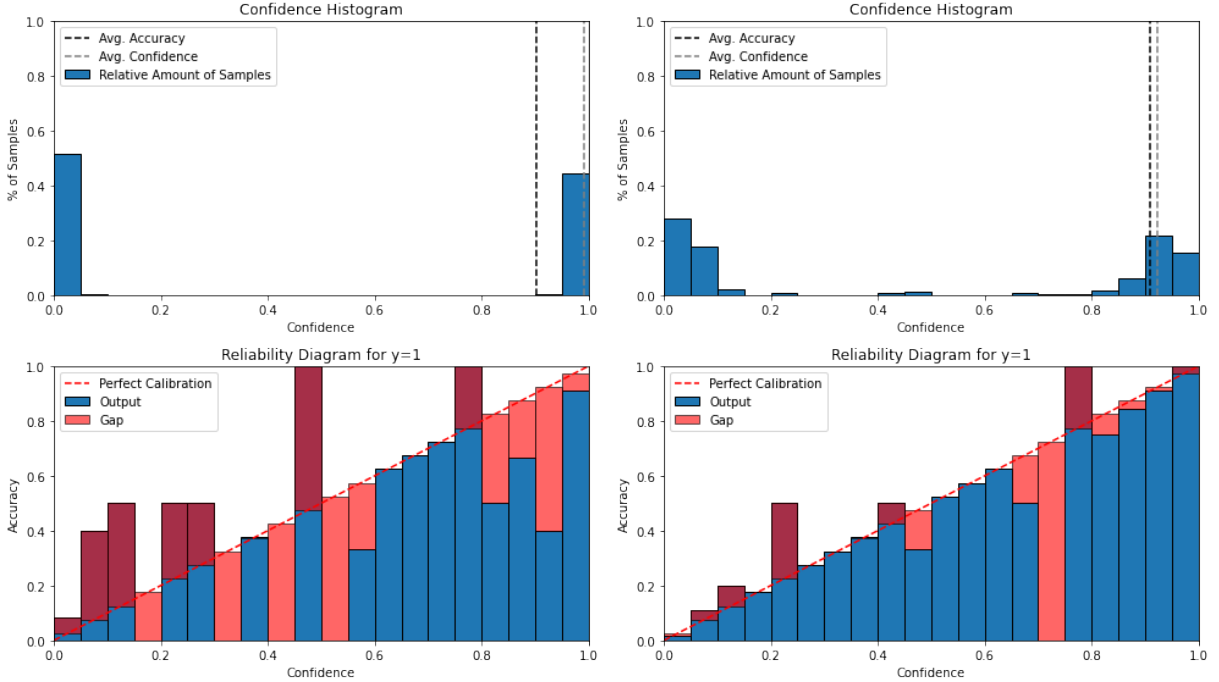 Confidence Histogram
1.0
0.8
0.6
0.4
0.2
0.0
% of Samples
Avg. Accuracy
Avg. Confidence
Relative Amount of Samples
0.0 0.2 0.4 0.6 0.8 1.0
Confidence
Confidence Histogram
1.0
0.8
0.6
0.4
0.2
0.0
% of Samples
Avg. Accuracy
Avg. Confidence
Relative Amount of Samples
0.0 0.2 0.4 0.6 0.8 1.0
Confidence
Reliability Diagram for y=1
1.0
0.8
0.6
0.4
0.2
0.0
Accuracy
Perfect Calibration
Output
Gap
0.0 0.2 0.4 0.6 0.8 1.0
Confidence
Reliability Diagram for y=1
1.0
0.8
0.6
0.4
0.2
0.0
Accuracy
Perfect Calibration
Output
Gap
0.0 0.2 0.4 0.6 0.8 1.0
Confidence